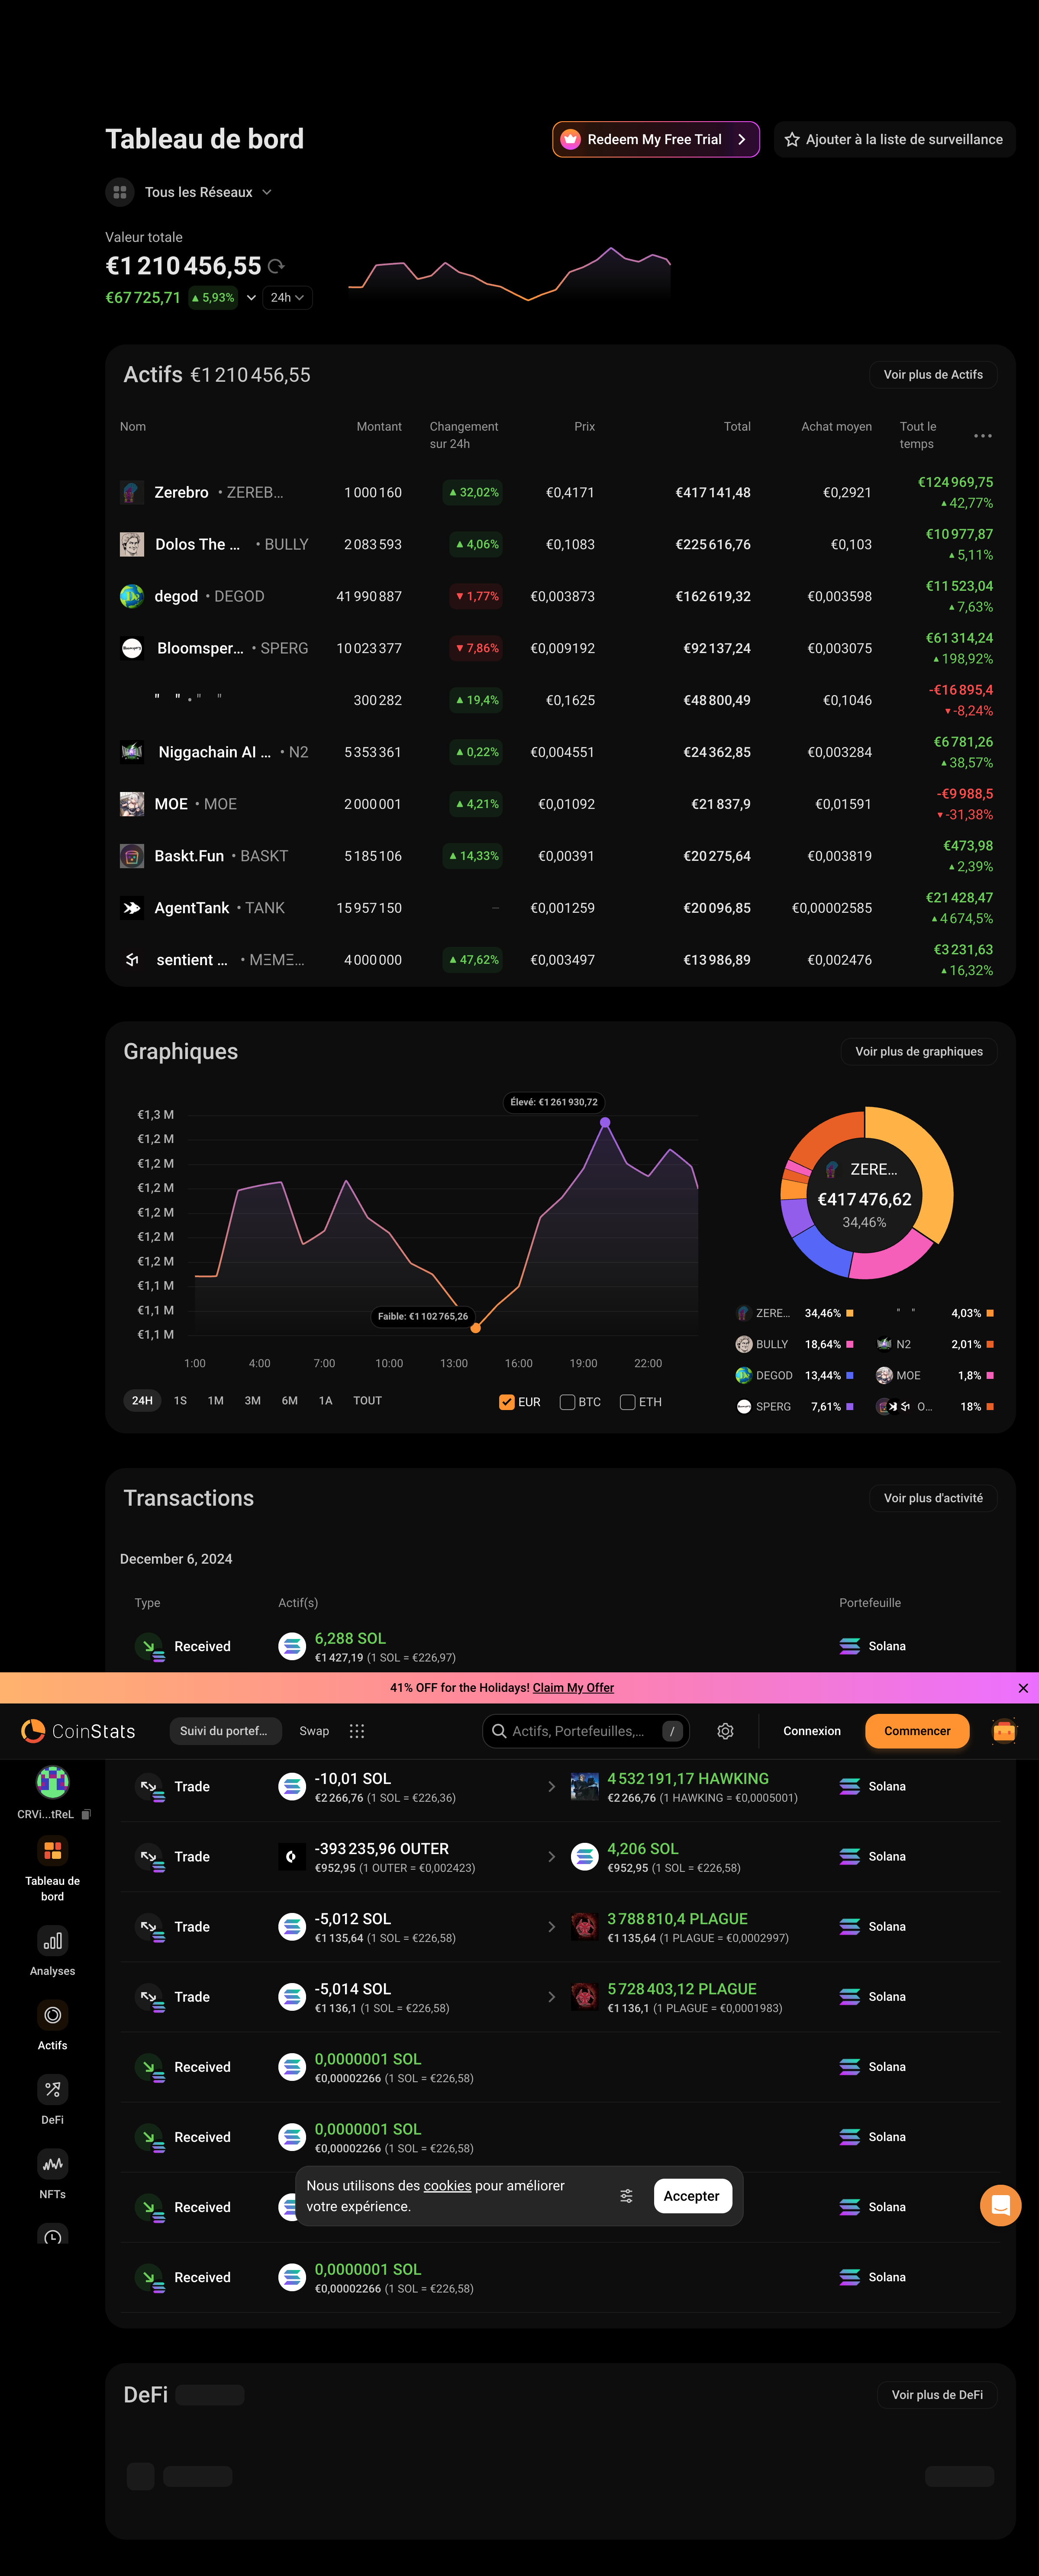 Tableau de bord
Redeem My Free Trial
Ajouter à la liste de surveillance
Tous les Réseaux
Valeur totale
€1 210 456,55
€67 725,71 ▲ 5,93% 24h
Actifs €1 210 456,55
Voir plus de Actifs
Nom Montant Changement sur 24h Prix Total Achat moyen Tout le temps
Zerebro • ZEREB... 1 000 160 ▲ 32,02% €0,4171 €417 141,48 €0,2921 €124 969,75 ▲ 42,77%
Dolos The ... • BULLY 2 083 593 ▲ 4,06% €0,1083 €225 616,76 €0,103 €10 977,87 ▲ 5,11%
degod • DEGOD 41 990 887 ▼ 1,77% €0,003873 €162 619,32 €0,003598 €11 523,04 ▲ 7,63%
Bloomsper... • SPERG 10 023 377 ▼ 7,86% €0,009192 €92 137,24 €0,003075 €61 314,24 ▲ 198,92%
" " • " " 300 282 ▲ 19,4% €0,1625 €48 800,49 €0,1046 -€16 895,4 ▼ -8,24%
Niggachain AI ... • N2 5 353 361 ▲ 0,22% €0,004551 €24 362,85 €0,003284 €6 781,26 ▲ 38,57%
MOE • MOE 2 000 001 ▲ 4,21% €0,01092 €21 837,9 €0,01591 -€9 988,5 ▼ -31,38%
Baskt.Fun • BASKT 5 185 106 ▲ 14,33% €0,00391 €20 275,64 €0,003819 €473,98 ▲ 2,39%
AgentTank • TANK 15 957 150 – €0,001259 €20 096,85 €0,00002585 €21 428,47 ▲ 4 674,5%
sentient ... • MΞMΞ... 4 000 000 ▲ 47,62% €0,003497 €13 986,89 €0,002476 €3 231,63 ▲ 16,32%
Graphiques
Voir plus de graphiques
€1,3 M
€1,2 M
€1,2 M
€1,2 M
€1,2 M
€1,2 M
€1,2 M
€1,1 M
€1,1 M
€1,1 M
Élevé: €1 261 930,72
Faible: €1 102 765,26
1:00 4:00 7:00 10:00 13:00 16:00 19:00 22:00
24H 1S 1M 3M 6M 1A TOUT
EUR BTC ETH
ZERE...
€417 476,62
34,46%
ZERE... 34,46% " " 4,03%
BULLY 18,64% N2 2,01%
DEGOD 13,44% MOE 1,8%
SPERG 7,61% O... 18%
Transactions
Voir plus d'activité
December 6, 2024
Type Actif(s) Portefeuille
Received 6,288 SOL Solana
€1 427,19 (1 SOL = €226,97)
41% OFF for the Holidays! Claim My Offer
CoinStats Suivi du portef... Swap Actifs, Portefeuilles,... / Connexion Commencer
CRVi...tReL
Tableau de bord
Analyses
Actifs
DeFi
NFTs
Trade -10,01 SOL 4 532 191,17 HAWKING Solana
€2 266,76 (1 SOL = €226,36) €2 266,76 (1 HAWKING = €0,0005001)
Trade -393 235,96 OUTER 4,206 SOL Solana
€952,95 (1 OUTER = €0,002423) €952,95 (1 SOL = €226,58)
Trade -5,012 SOL 3 788 810,4 PLAGUE Solana
€1 135,64 (1 SOL = €226,58) €1 135,64 (1 PLAGUE = €0,0002997)
Trade -5,014 SOL 5 728 403,12 PLAGUE Solana
€1 136,1 (1 SOL = €226,58) €1 136,1 (1 PLAGUE = €0,0001983)
Received 0,0000001 SOL Solana
€0,00002266 (1 SOL = €226,58)
Received 0,0000001 SOL Solana
€0,00002266 (1 SOL = €226,58)
Received Solana
Nous utilisons des cookies pour améliorer
votre expérience.
Accepter
Received 0,0000001 SOL Solana
€0,00002266 (1 SOL = €226,58)
DeFi
Voir plus de DeFi